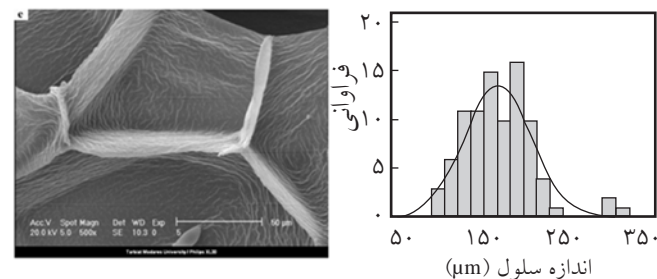 e
Acc.V Spot Magn Det WD Exp
20.0 kV 5.0 500x SE 10.3 0 5
50 µm
Tarbiat Modares University/ Philips XL30
فراوانی
۲۰
۱۵
۱۰
۵
۰
۵۰ ۱۵۰ ۲۵۰ ۳۵۰
اندازه سلول (µm)